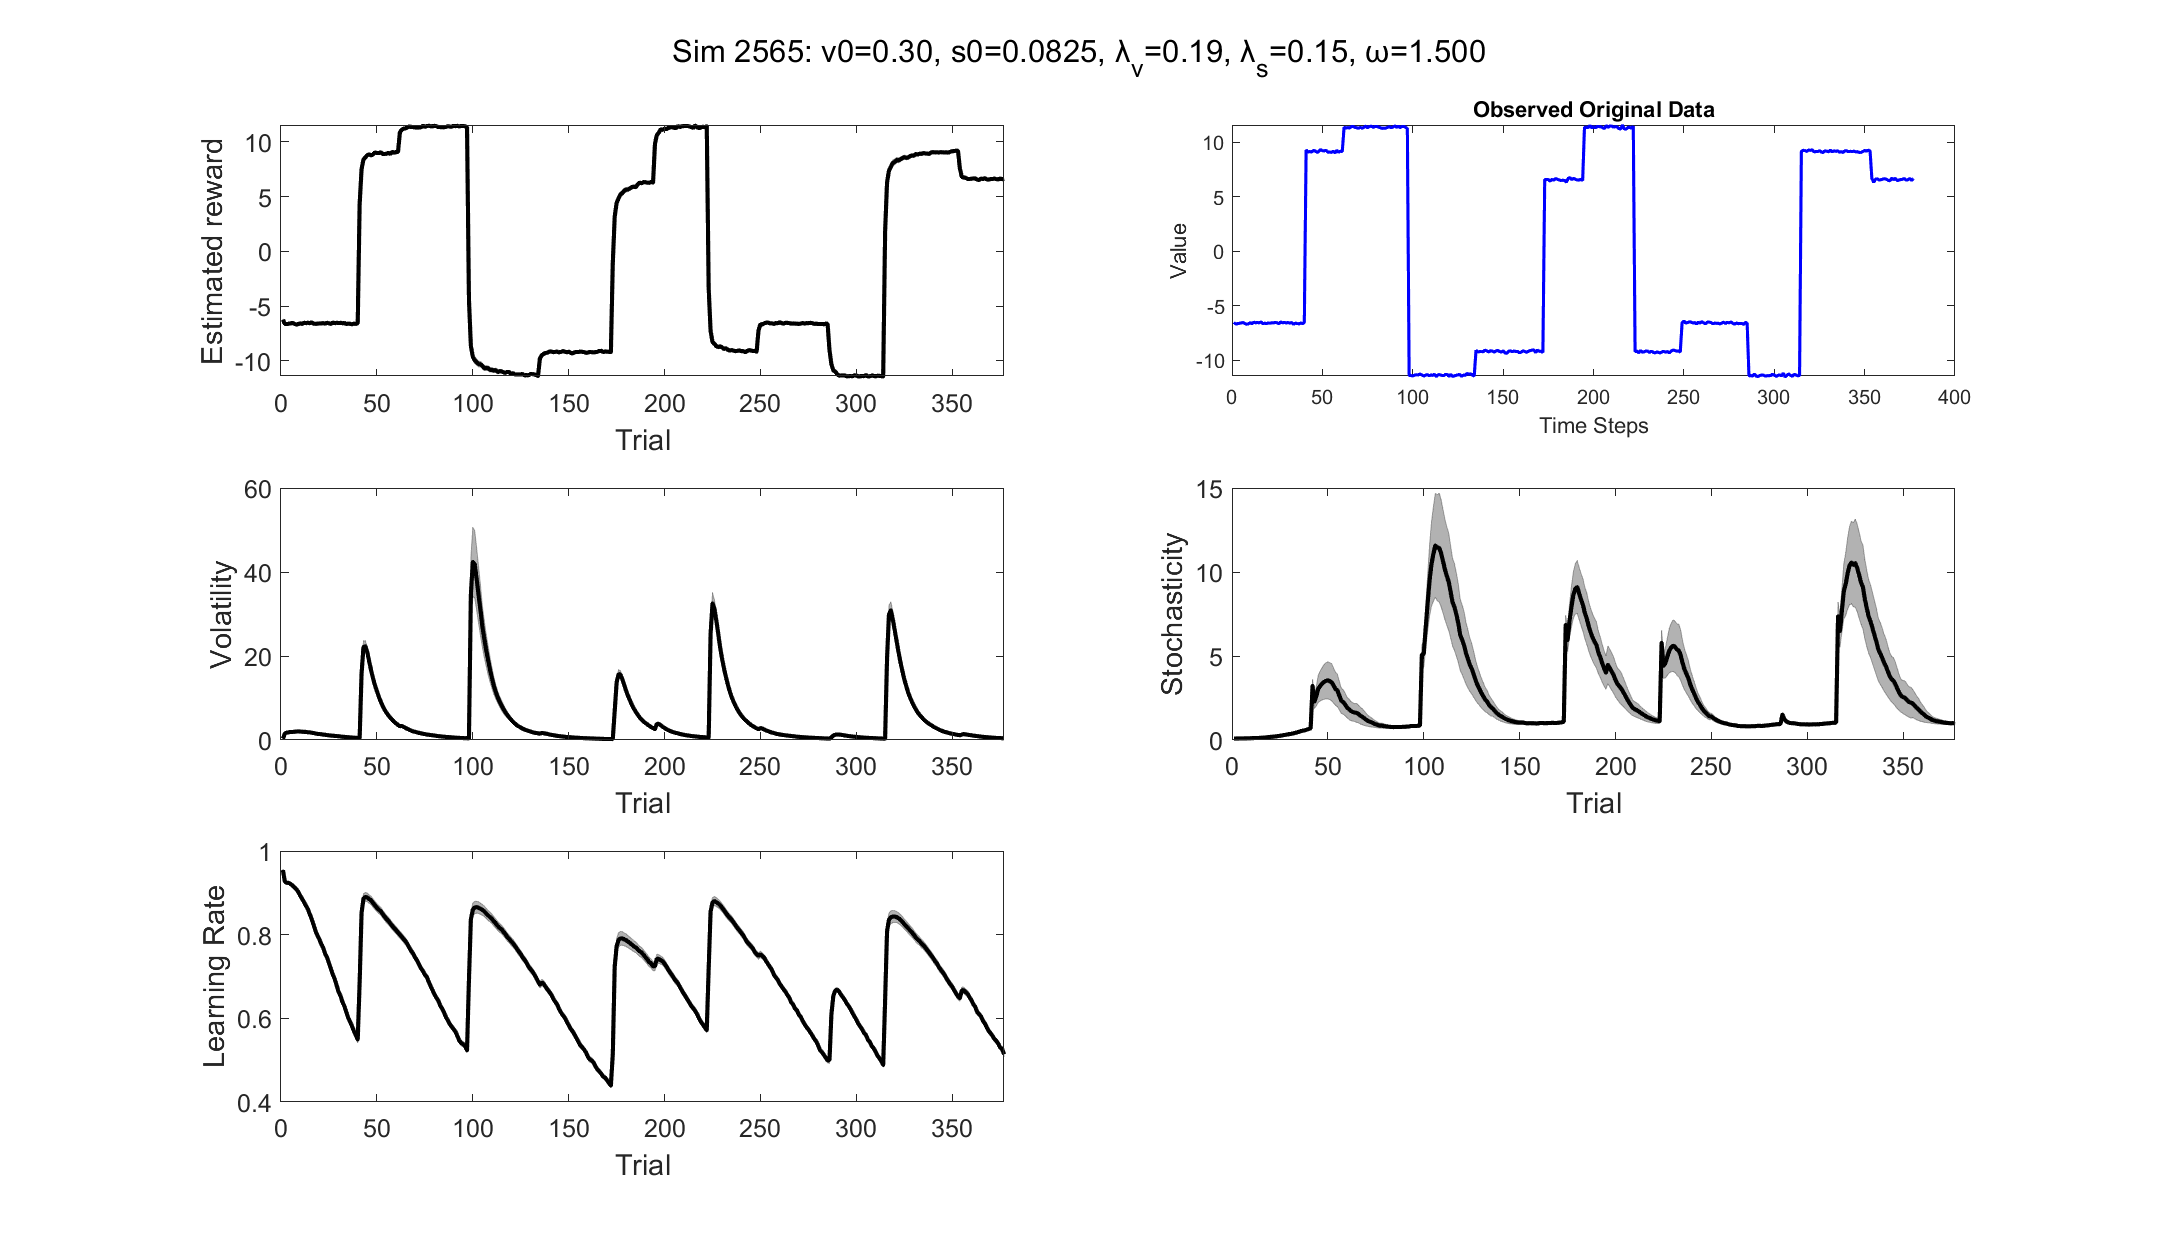 Sim 2565: v0=0.30, s0=0.0825, λv=0.19, λs=0.15, ω=1.500
10
5
0
-5
-10
Estimated reward
0 50 100 150 200 250 300 350
Trial
Observed Original Data
10
5
0
-5
-10
Value
0 50 100 150 200 250 300 350 400
Time Steps
60
40
20
0
Volatility
0 50 100 150 200 250 300 350
Trial
15
10
5
0
Stochasticity
0 50 100 150 200 250 300 350
Trial
1
0.8
0.6
0.4
Learning Rate
0 50 100 150 200 250 300 350
Trial